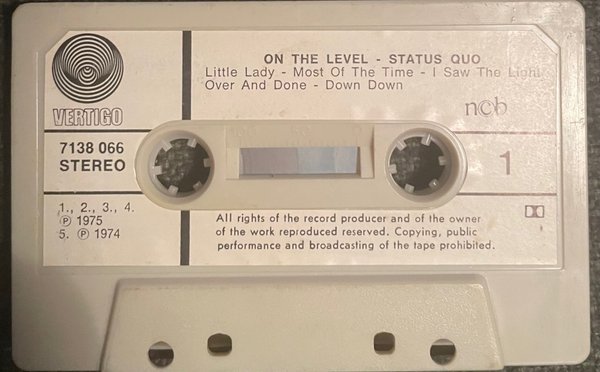 ON THE LEVEL - STATUS QUO
Little Lady - Most Of The Time - I Saw The Light
Over And Done - Down Down
VERTIGO
ncb
7138 066
STEREO
1
1., 2., 3., 4.
℗ 1975
5. ℗ 1974
All rights of the record producer and of the owner
of the work reproduced reserved. Copying, public
performance and broadcasting of the tape prohibited.